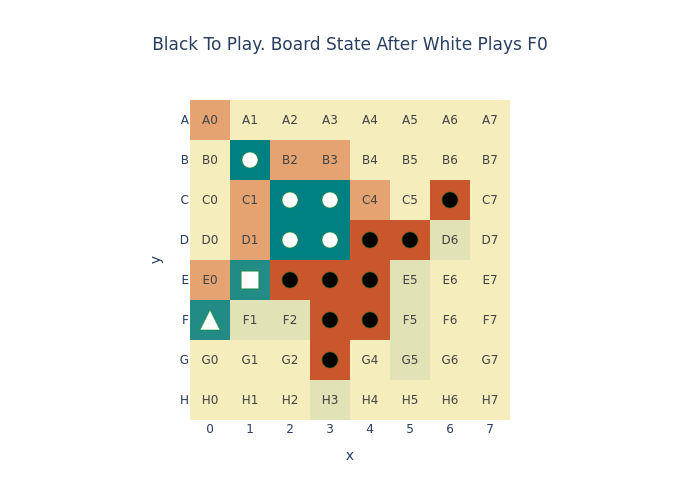 Black To Play. Board State After White Plays F0
A A0 A1 A2 A3 A4 A5 A6 A7
B B0 B2 B3 B4 B5 B6 B7
C C0 C1 C4 C5 C7
D D0 D1 D6 D7
E E0 E5 E6 E7
F F1 F2 F5 F6 F7
G G0 G1 G2 G4 G5 G6 G7
H H0 H1 H2 H3 H4 H5 H6 H7
0 1 2 3 4 5 6 7
x
y